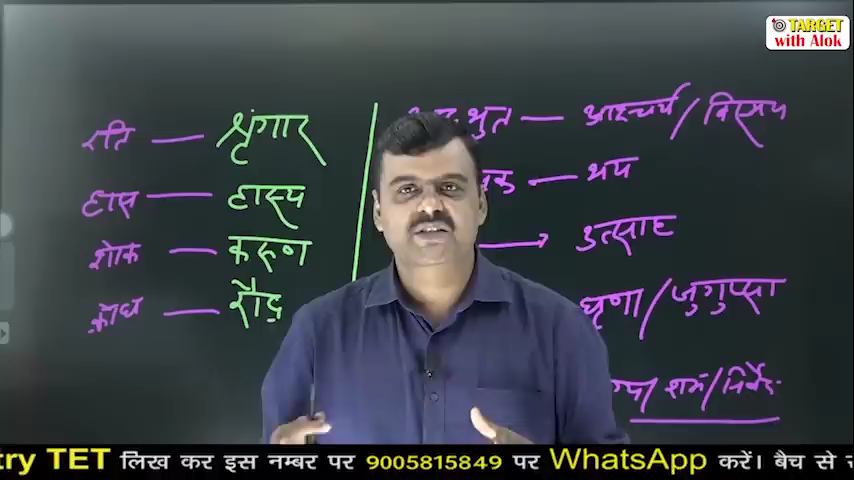 TARGET
with Alok
रति — श्रृंगार
हास — हास्य
शोक — करूण
क्रोध — रौद्र
— आश्चर्य / विस्मय
— भय
→ उत्साह
घृणा / जुगुप्सा
/ निर्वेद
TET लिख कर इस नम्बर पर 9005815849 पर WhatsApp करें। बैच से